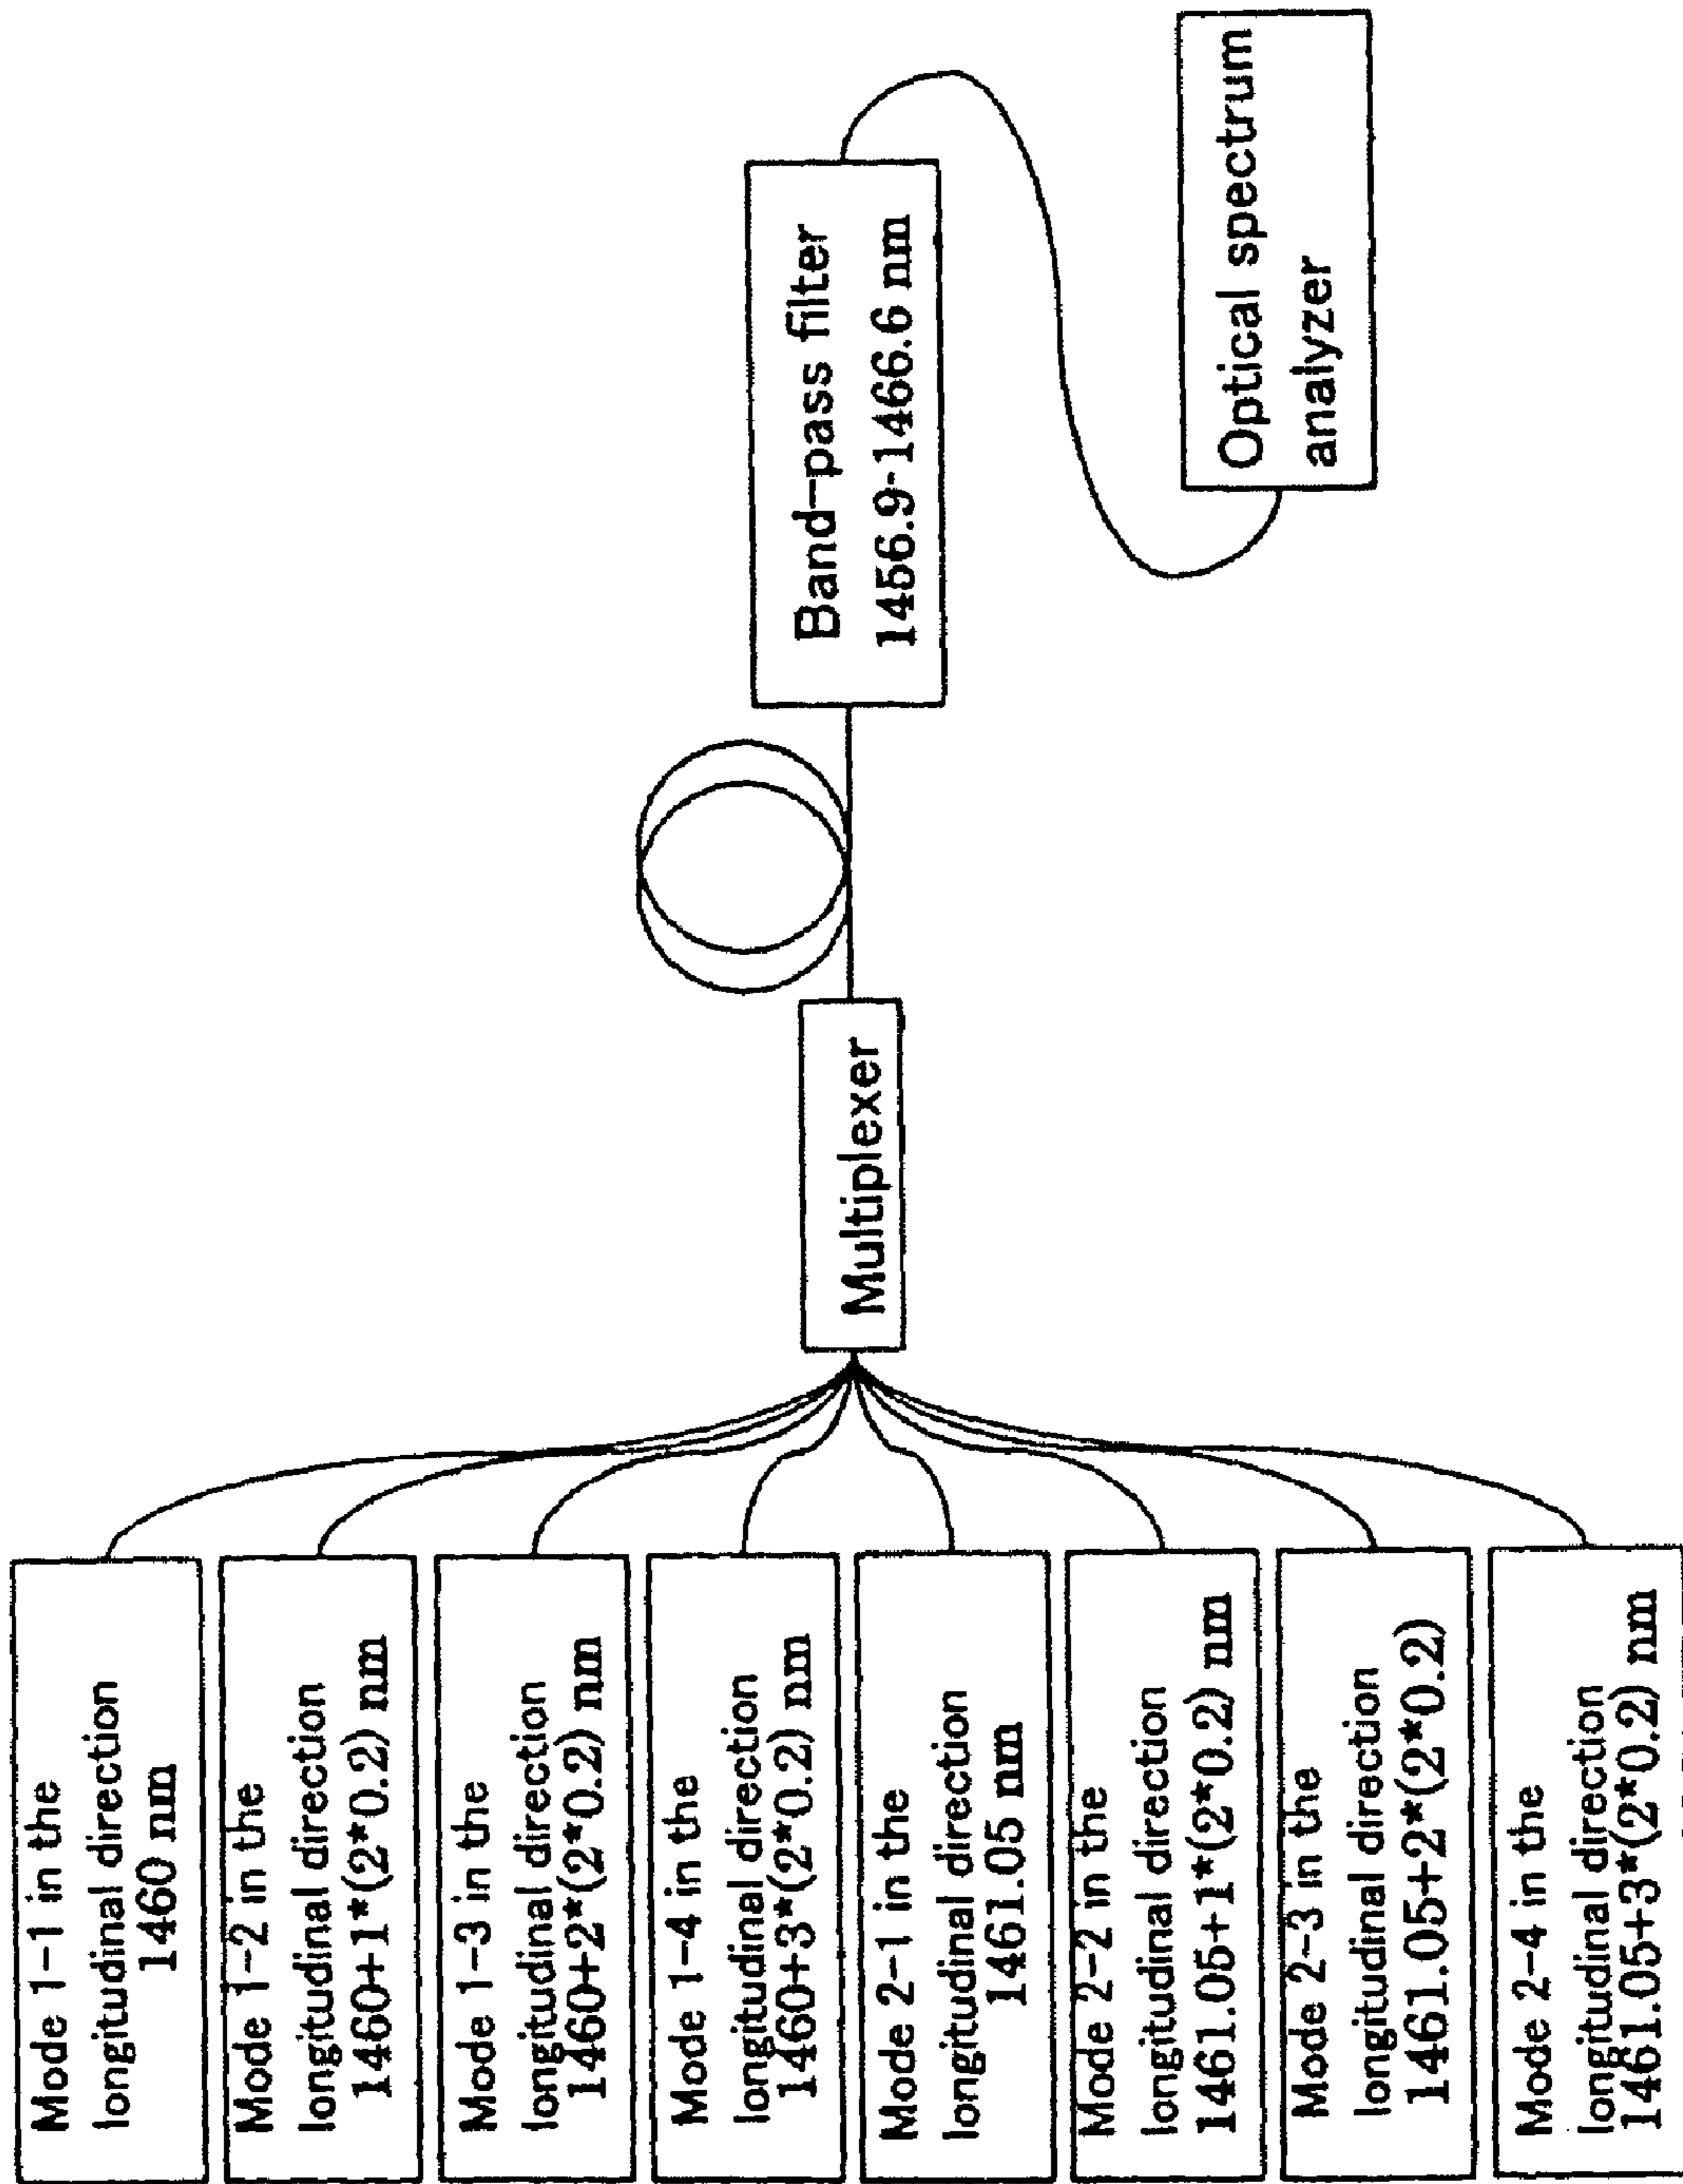 Mode 1-1 in the
longitudinal direction
1460 nm
Mode 1-2 in the
longitudinal direction
1460+1*(2*0.2) nm
Mode 1-3 in the
longitudinal direction
1460+2*(2*0.2) nm
Mode 1-4 in the
longitudinal direction
1460+3*(2*0.2) nm
Mode 2-1 in the
longitudinal direction
1461.05 nm
Mode 2-2 in the
longitudinal direction
1461.05+1*(2*0.2) nm
Mode 2-3 in the
longitudinal direction
1461.05+2*(2*0.2)
Mode 2-4 in the
longitudinal direction
1461.05+3*(2*0.2) nm
Multiplexer
Band-pass filter
1456.9-1466.6 nm
Optical spectrum
analyzer